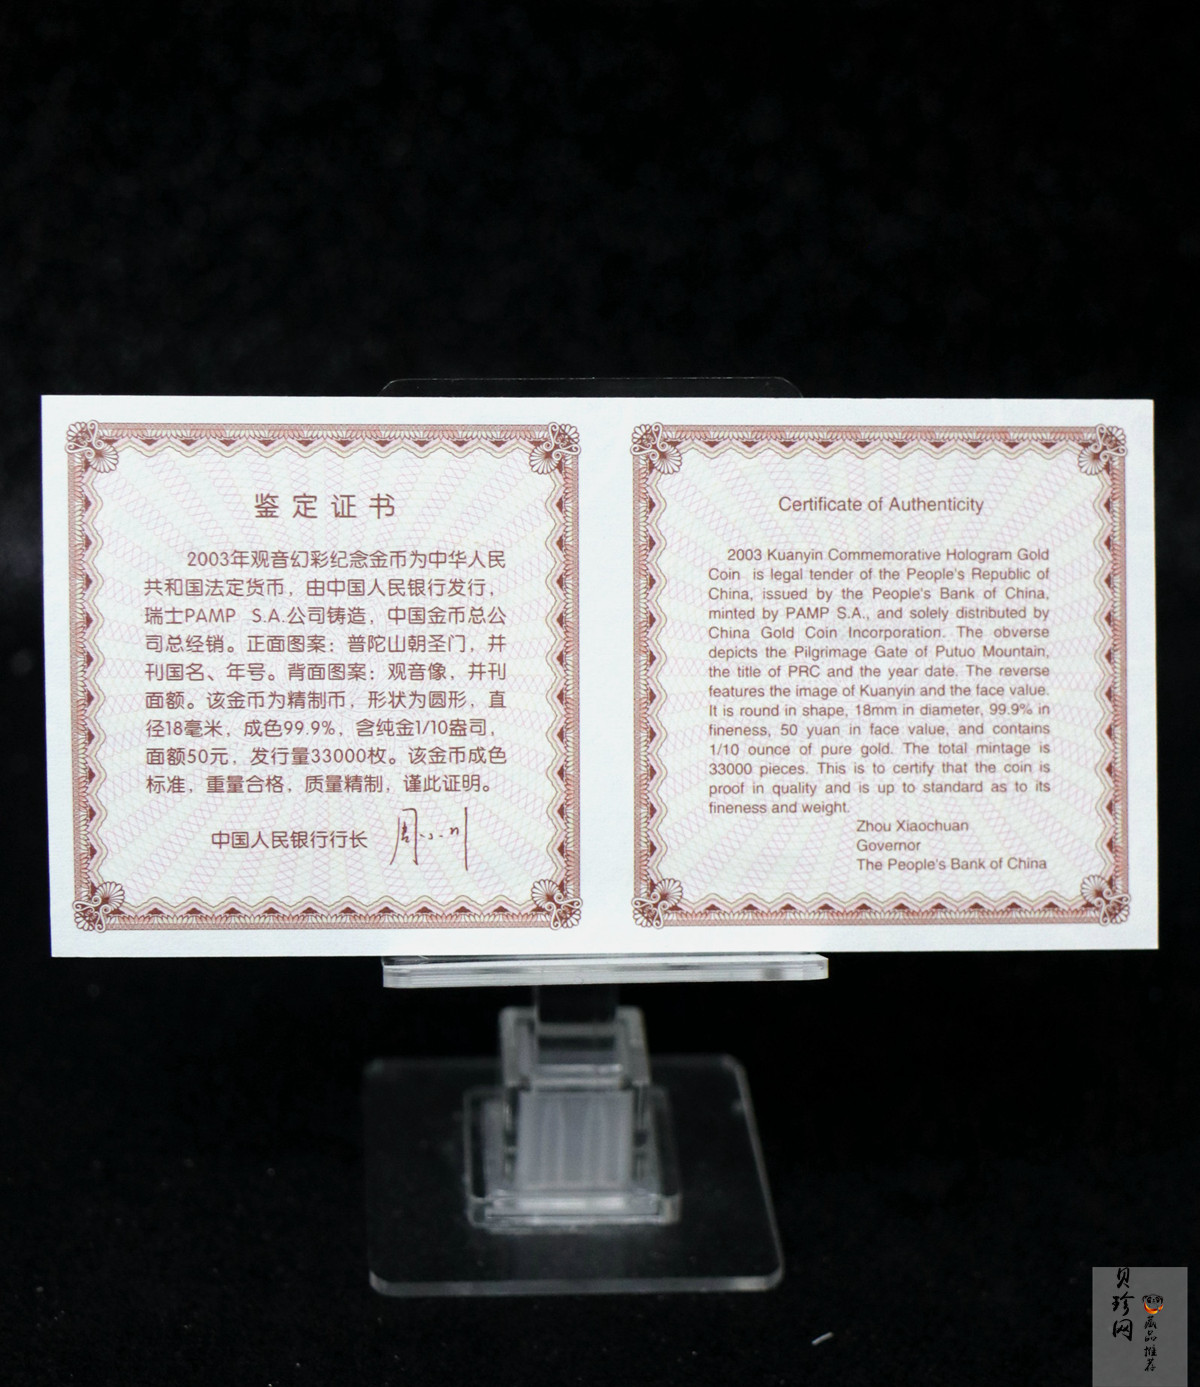 鉴定证书
2003年观音幻彩纪念金币为中华人民
共和国法定货币，由中国人民银行发行，
瑞士PAMP S.A.公司铸造，中国金币总公
司总经销。正面图案：普陀山朝圣门，并
刊国名、年号。背面图案：观音像，并刊
面额。该金币为精制币，形状为圆形，直
径18毫米，成色99.9%，含纯金1/10盎司，
面额50元，发行量33000枚。该金币成色
标准，重量合格，质量精制，谨此证明。
中国人民银行行长 周小川
Certificate of Authenticity
2003 Kuanyin Commemorative Hologram Gold
Coin is legal tender of the People's Republic of
China, issued by the People's Bank of China,
minted by PAMP S.A., and solely distributed by
China Gold Coin Incorporation. The obverse
depicts the Pilgrimage Gate of Putuo Mountain,
the title of PRC and the year date. The reverse
features the image of Kuanyin and the face value.
It is round in shape, 18mm in diameter, 99.9% in
fineness, 50 yuan in face value, and contains
1/10 ounce of pure gold. The total mintage is
33000 pieces. This is to certify that the coin is
proof in quality and is up to standard as to its
fineness and weight.
Zhou Xiaochuan
Governor
The People's Bank of China
贝珍网
藏品推荐